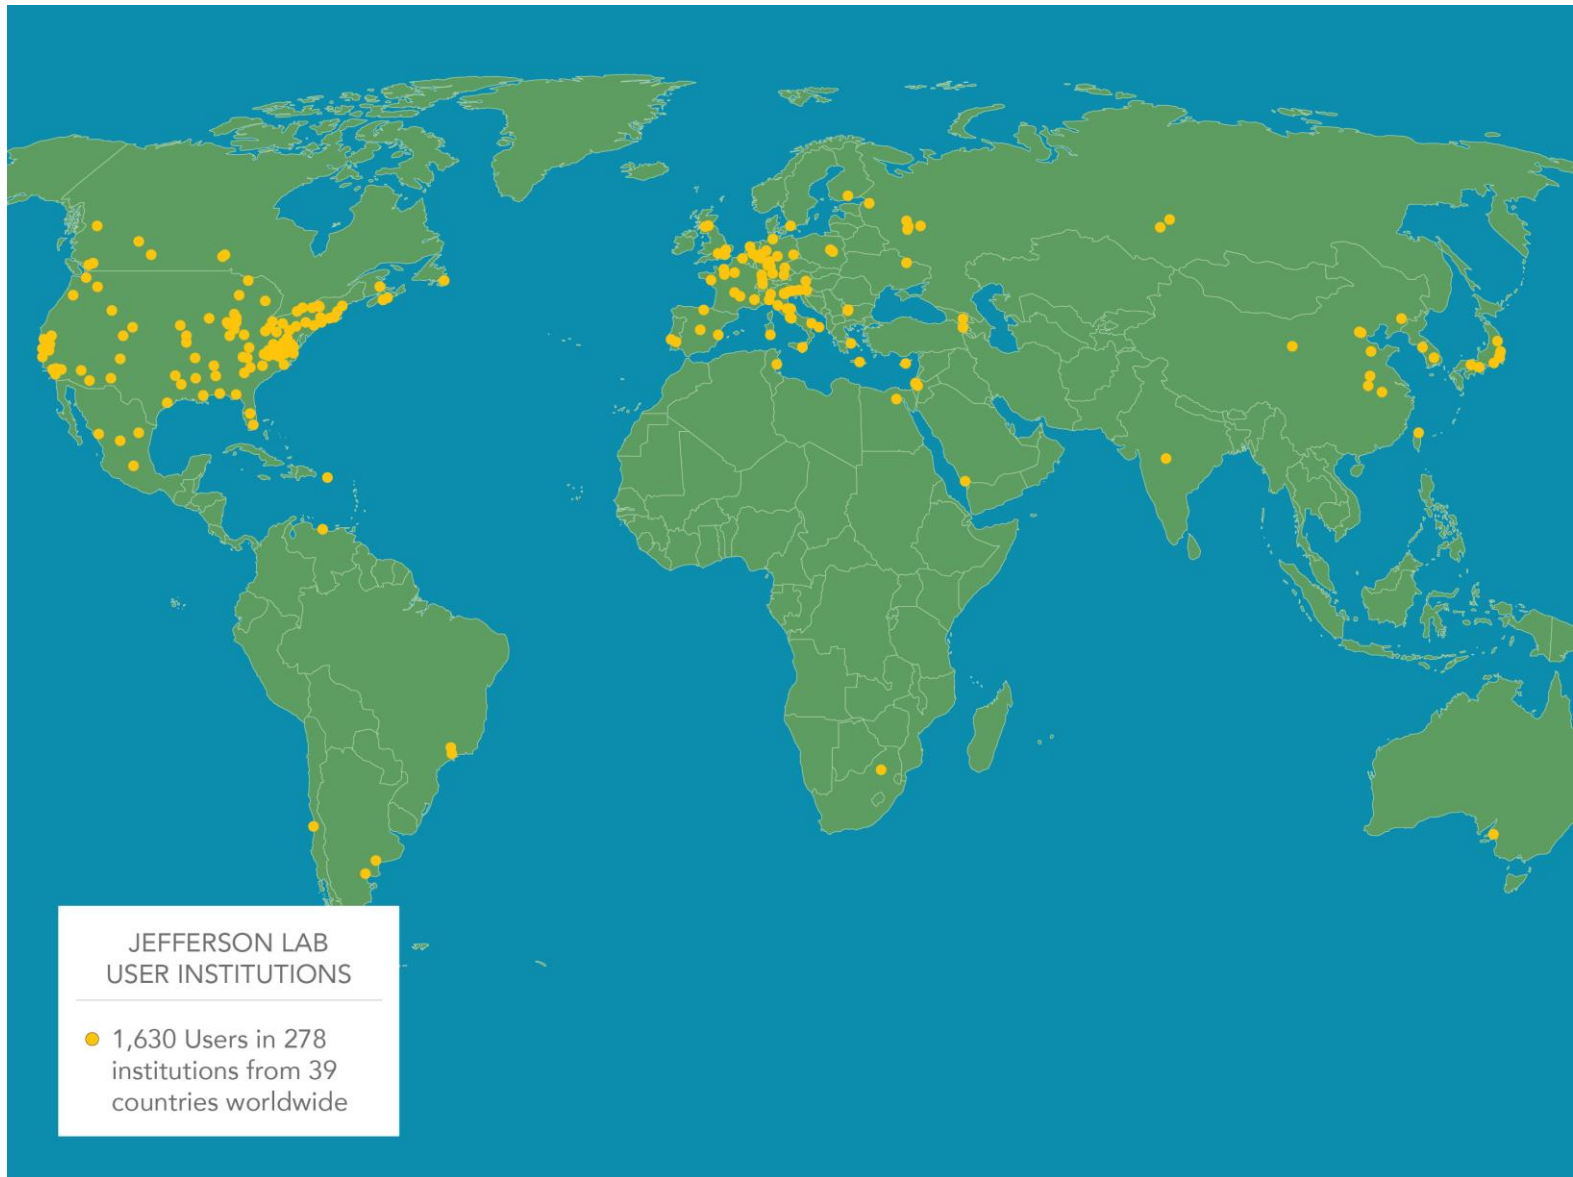 JEFFERSON LAB
USER INSTITUTIONS
1,630 Users in 278
institutions from 39
countries worldwide